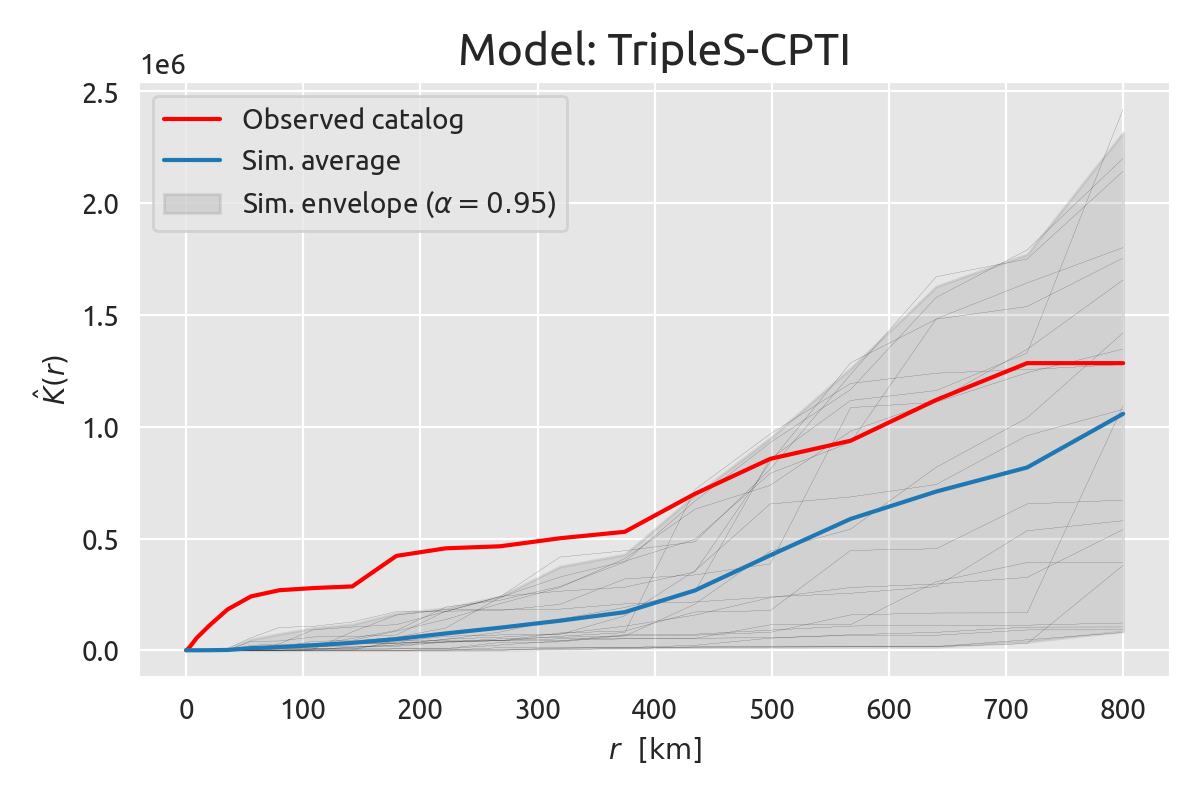 Model: TripleS-CPTI
1e6
2.5
2.0
1.5
1.0
0.5
0.0
K̂(r)
Observed catalog
Sim. average
Sim. envelope (α = 0.95)
0 100 200 300 400 500 600 700 800
r [km]